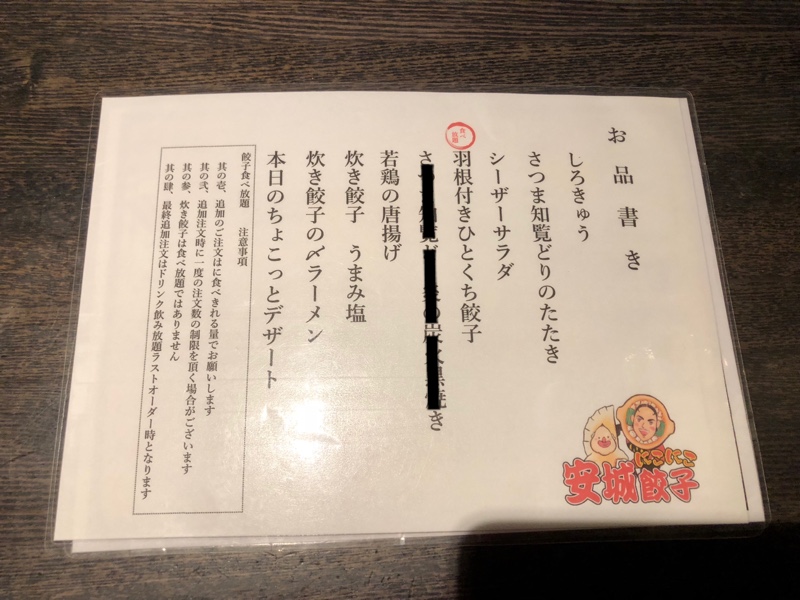 お品書き
しろきゅう
さつま知覧どりのたたき
シーザーサラダ
食べ放題
羽根付きひとくち餃子
若鶏の唐揚げ
炊き餃子 うまみ塩
炊き餃子の〆ラーメン
本日のちょこっとデザート
餃子食べ放題 注意事項
其の壱、追加のご注文はに食べきれる量でお願いします
其の弐、追加注文時に一度の注文数の制限を頂く場合がございます
其の参、炊き餃子は食べ放題ではありません
其の肆、最終追加注文はドリンク飲み放題ラストオーダー時となります
にこにこ
安城餃子